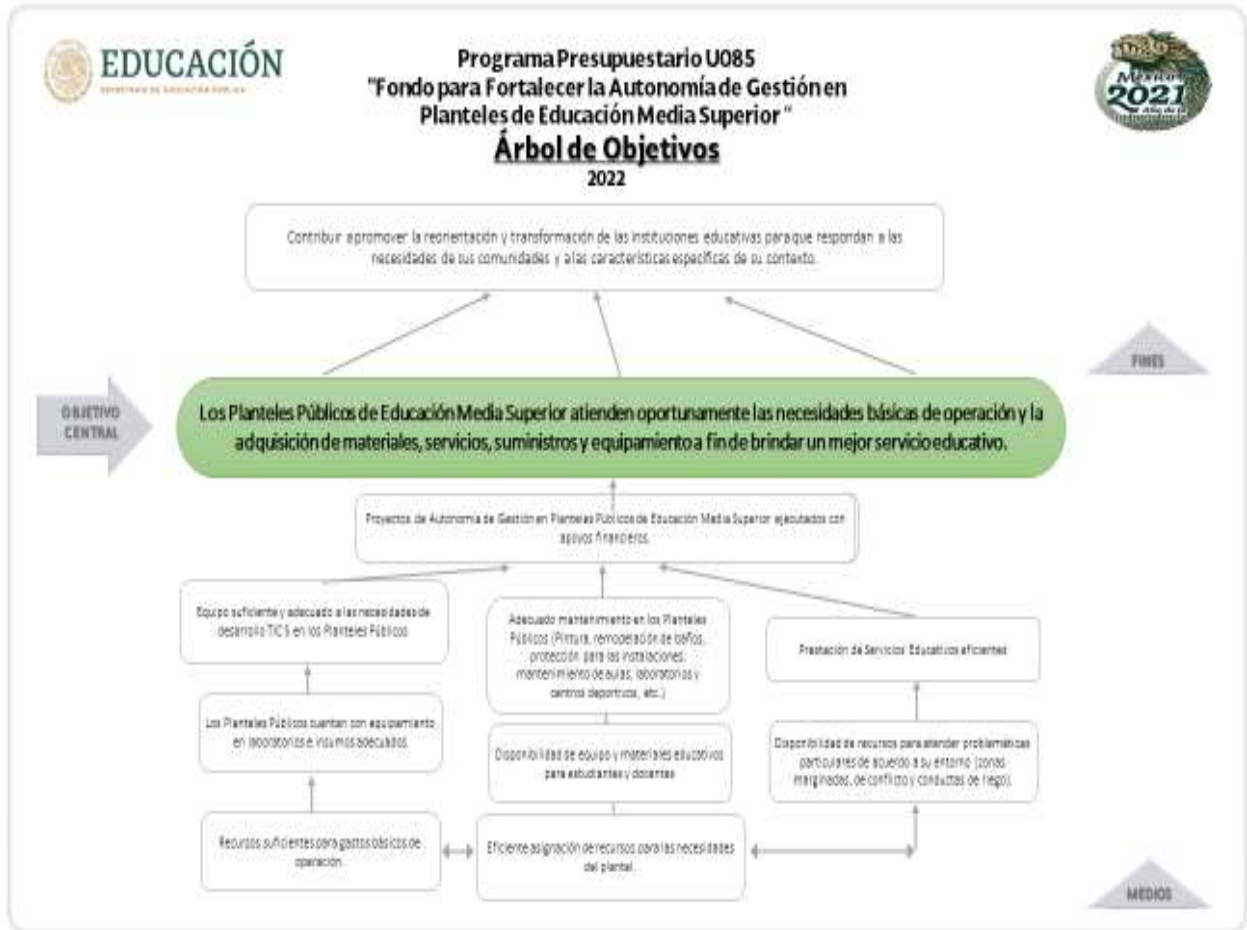 EDUCACIÓN
SECRETARÍA DE EDUCACIÓN PÚBLICA
Programa Presupuestario U085
"Fondo para Fortalecer la Autonomía de Gestión en
Planteles de Educación Media Superior "
Árbol de Objetivos
2022
México
2021
Año de la
Contribuir a promover la reorientación y transformación de las instituciones educativas para que respondan a las
necesidades de sus comunidades y a las características específicas de su contexto.
FINES
OBJETIVO
CENTRAL
Los Planteles Públicos de Educación Media Superior atienden oportunamente las necesidades básicas de operación y la
adquisición de materiales, servicios, suministros y equipamiento a fin de brindar un mejor servicio educativo.
Proyectos de Autonomía de Gestión en Planteles Públicos de Educación Media Superior ejecutados con
apoyos financieros.
Equipo suficiente y adecuado a las necesidades de
desarrollo TIC'S en los Planteles Públicos
Adecuado mantenimiento en los Planteles
Públicos (Pintura, remodelación de baños,
protección para las instalaciones,
mantenimiento de aulas, laboratorios y
centros deportivos, etc.)
Prestación de Servicios Educativos eficientes
Los Planteles Públicos cuentan con equipamiento
en laboratorios e insumos adecuados.
Disponibilidad de equipo y materiales educativos
para estudiantes y docentes
Disponibilidad de recursos para atender problemáticas
particulares de acuerdo a su entorno (zonas
marginadas, de conflicto y conductas de riego).
Recursos suficientes para gastos básicos de
operación.
Eficiente asignación de recursos para las necesidades
del plantel.
MEDIOS